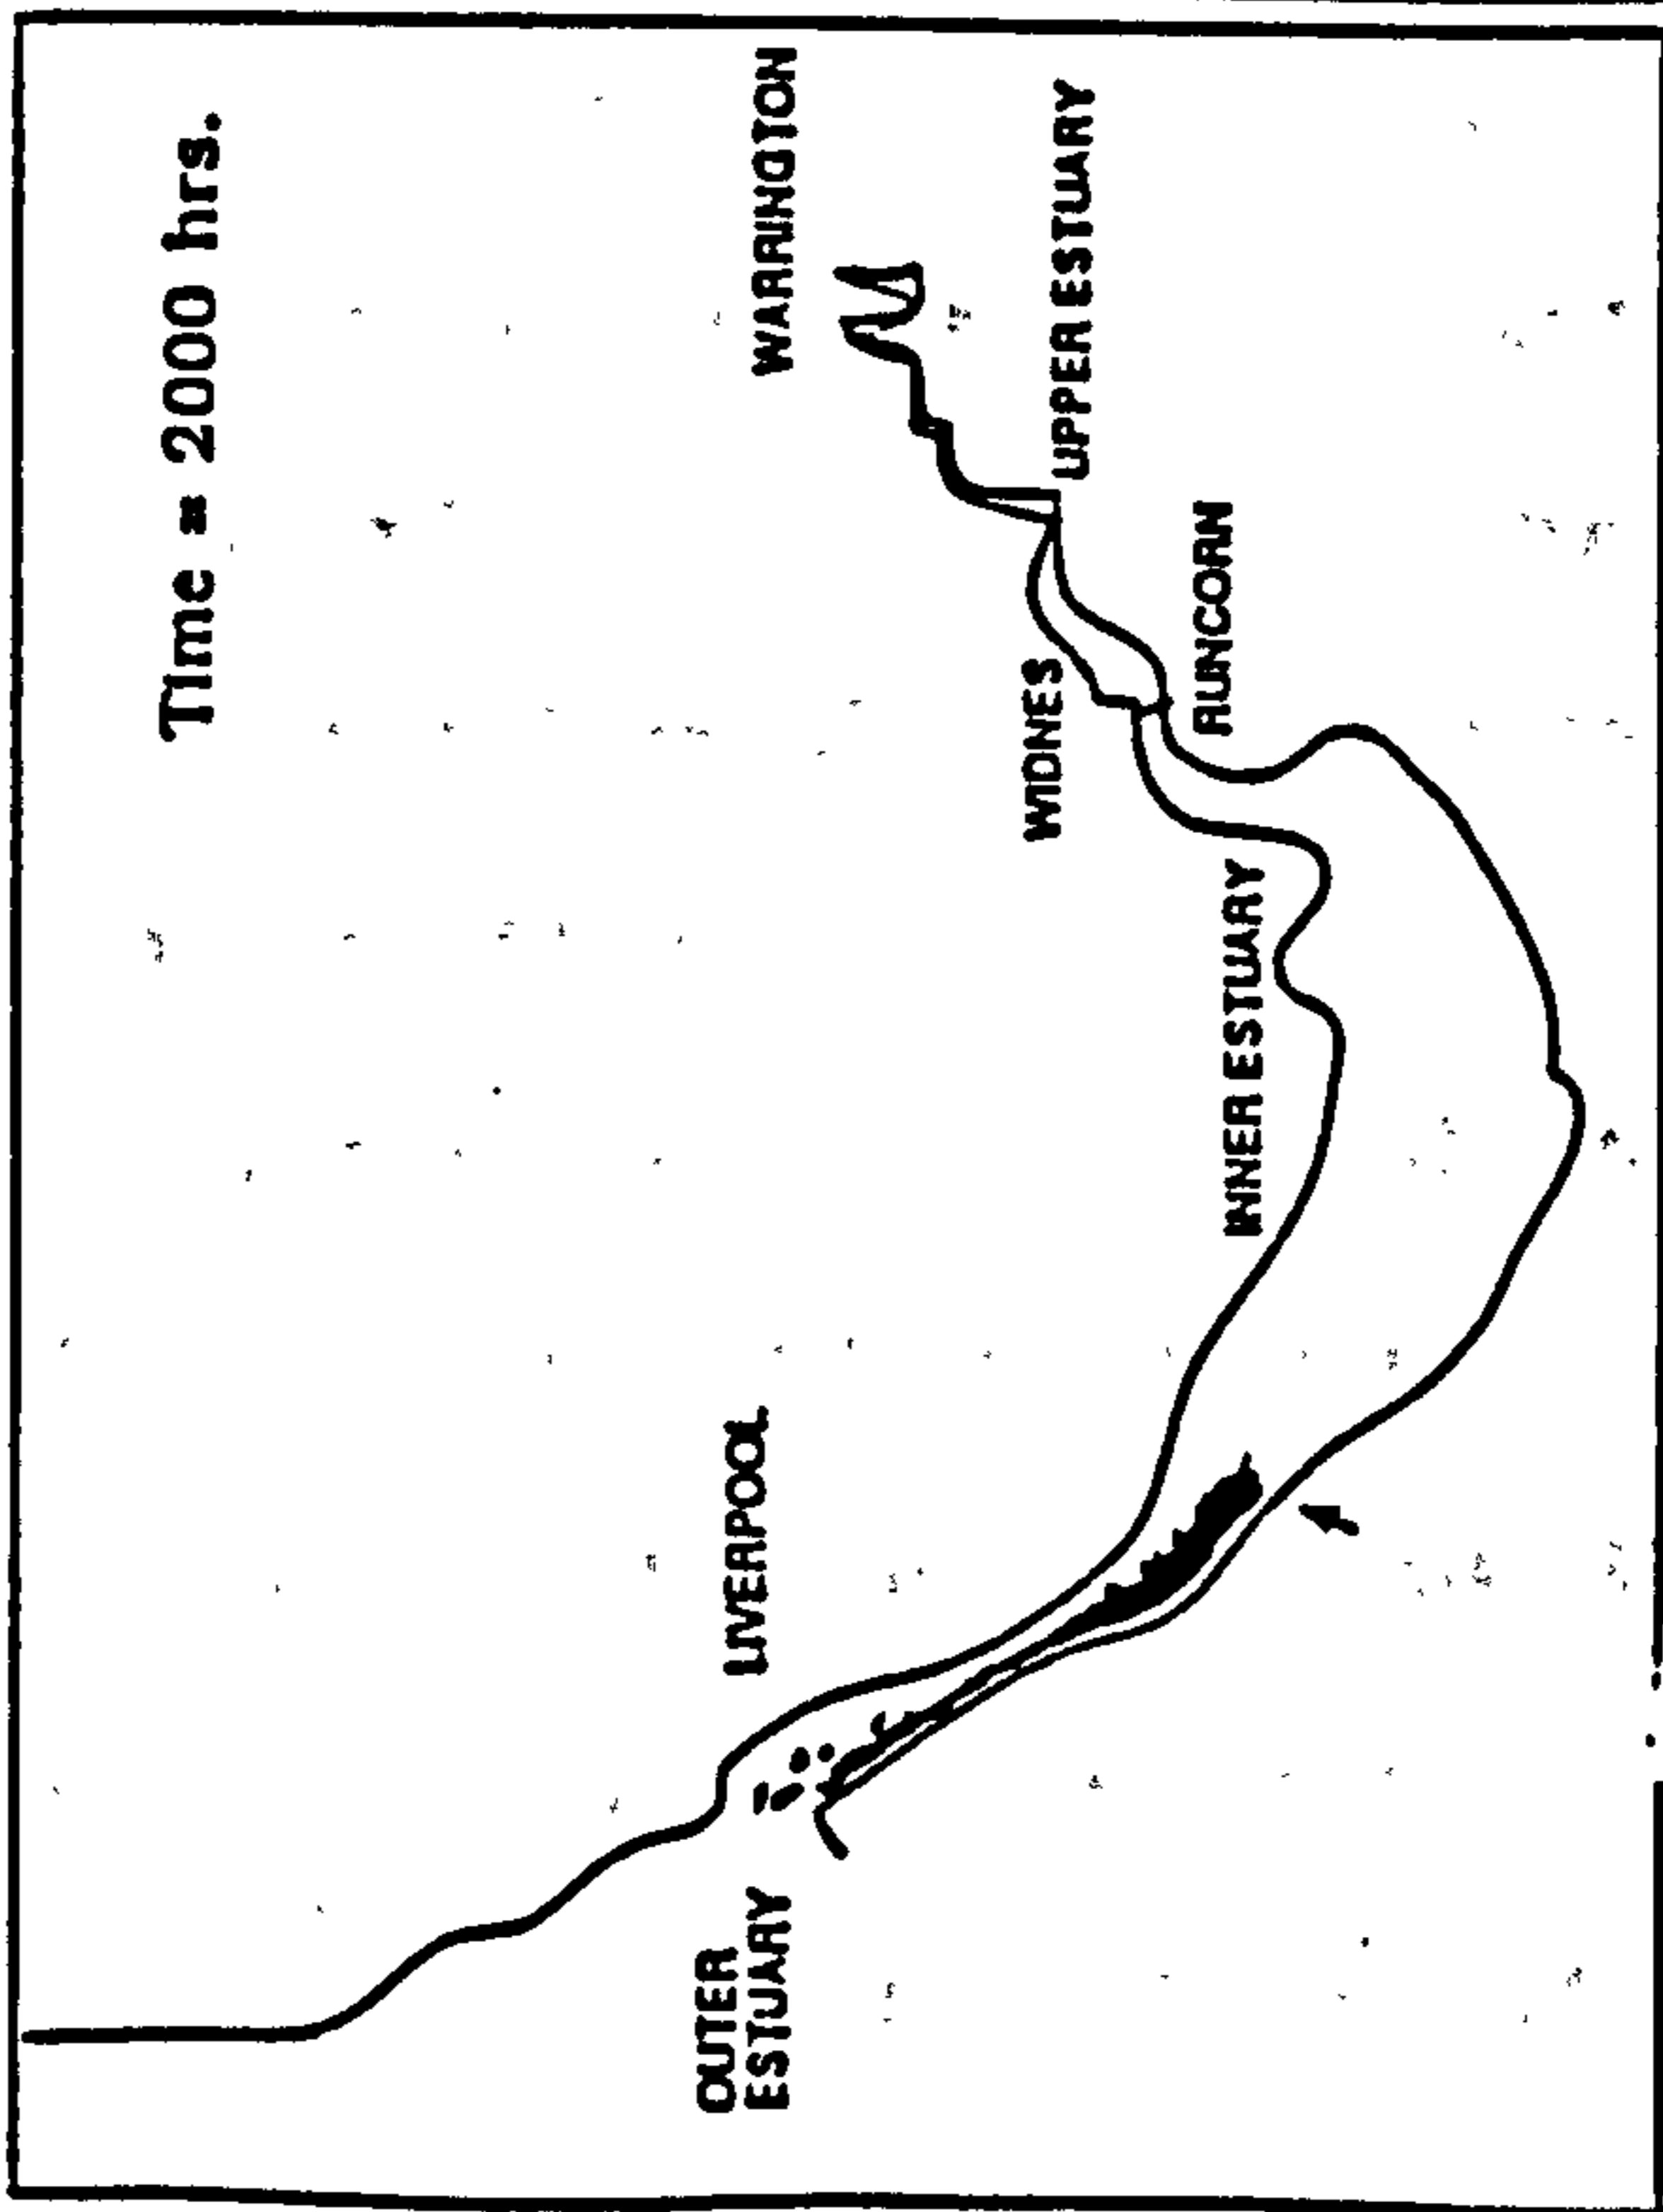 Time = 2000 hrs.
WARRINGTON
UPPER ESTUARY
WIDNES
RUNCORN
INNER ESTUARY
LIVERPOOL
OUTER
ESTUARY